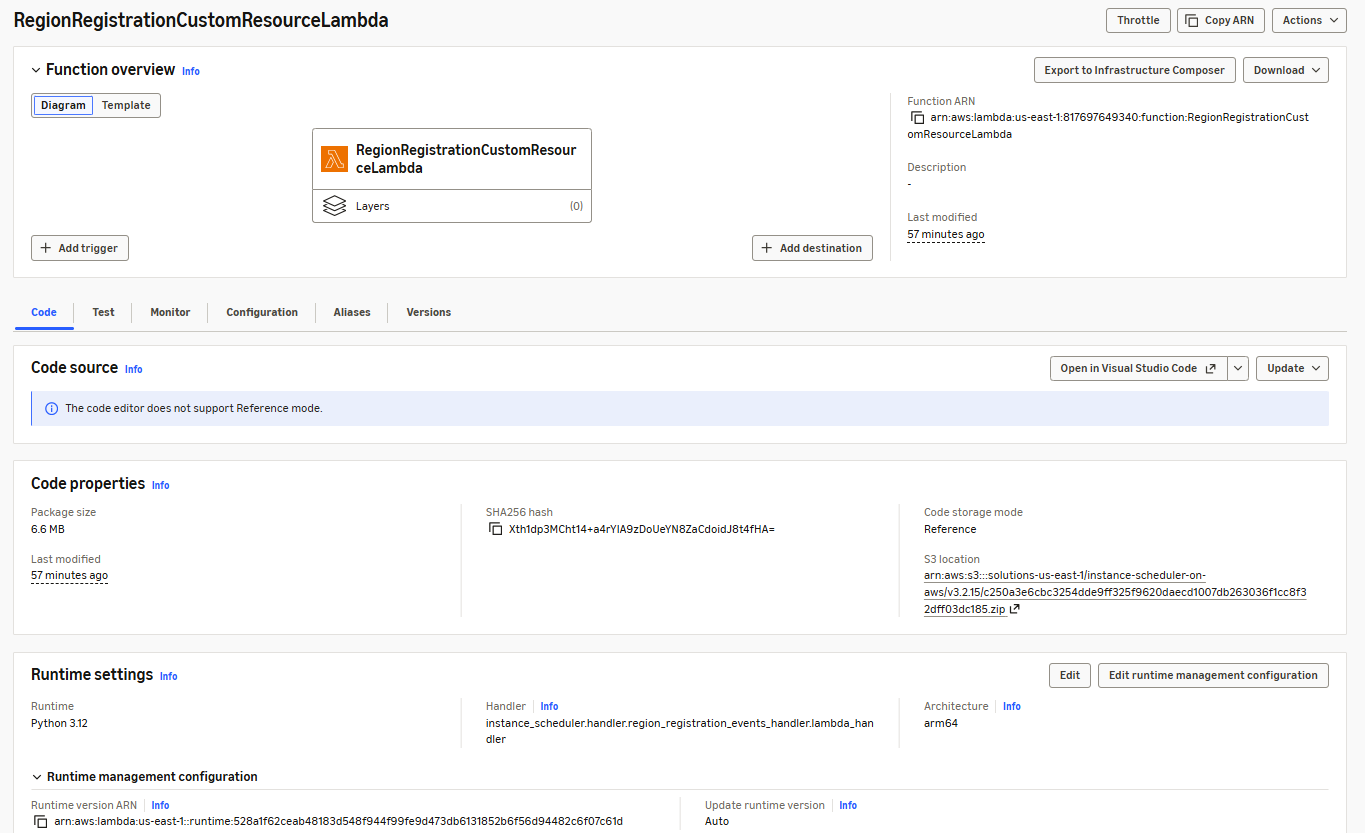 RegionRegistrationCustomResourceLambda
Throttle
Copy ARN
Actions
Function overview Info
Export to Infrastructure Composer
Download
Diagram
Template
RegionRegistrationCustomResour
ceLambda
Layers
(0)
Add trigger
Add destination
Function ARN
arn:aws:lambda:us-east-1:817697649340:function:RegionRegistrationCust
omResourceLambda
Description
-
Last modified
57 minutes ago
Code
Test
Monitor
Configuration
Aliases
Versions
Code source Info
Open in Visual Studio Code
Update
The code editor does not support Reference mode.
Code properties Info
Package size
6.6 MB
Last modified
57 minutes ago
SHA256 hash
Xth1dp3MCht14+a4rYIA9zDoUeYN8ZaCdoidJ8t4fHA=
Code storage mode
Reference
S3 location
arn:aws:s3:::solutions-us-east-1/instance-scheduler-on-
aws/v3.2.15/c250a3e6cbc3254dde9ff325f9620daecd1007db263036f1cc8f3
2dff03dc185.zip
Runtime settings Info
Edit
Edit runtime management configuration
Runtime
Python 3.12
Handler Info
instance_scheduler.handler.region_registration_events_handler.lambda_han
dler
Architecture Info
arm64
Runtime management configuration
Runtime version ARN Info
arn:aws:lambda:us-east-1::runtime:528a1f62ceab48183d548f944f99fe9d473db6131852b6f56d94482c6f07c61d
Update runtime version Info
Auto